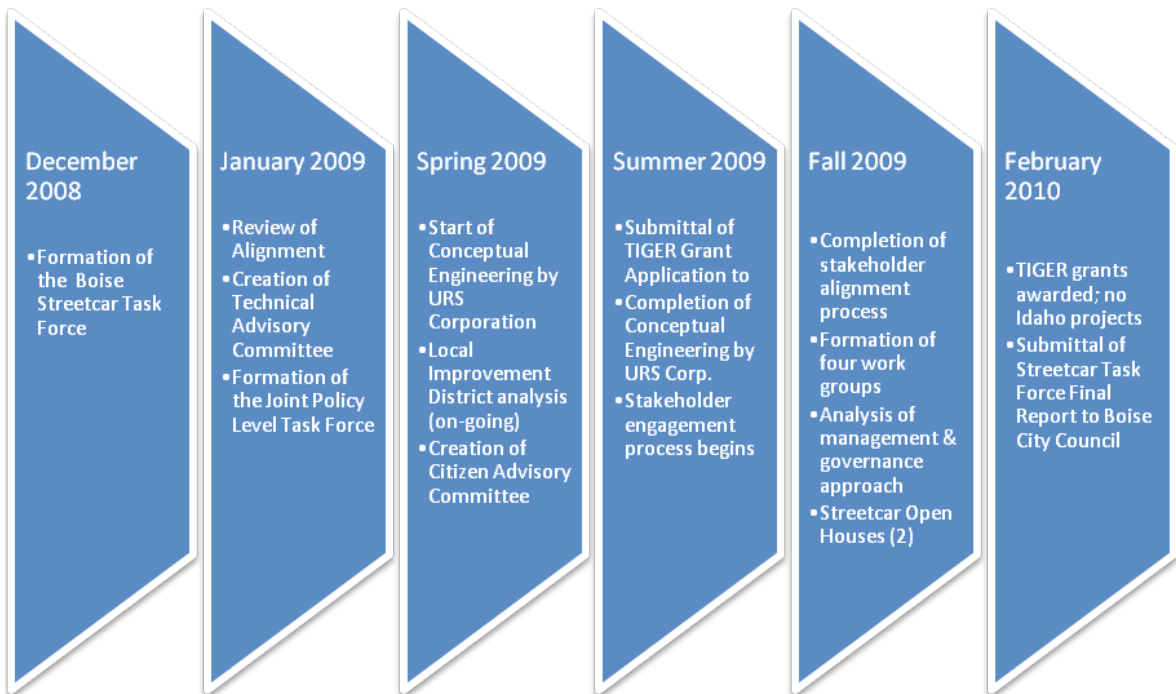 December
2008
•Formation of
the Boise
Streetcar Task
Force
January 2009
•Review of
Alignment
•Creation of
Technical
Advisory
Committee
•Formation of
the Joint Policy
Level Task Force
Spring 2009
•Start of
Conceptual
Engineering by
URS
Corporation
•Local
Improvement
District analysis
(on-going)
•Creation of
Citizen Advisory
Committee
Summer 2009
•Submittal of
TIGER Grant
Application to
•Completion of
Conceptual
Engineering by
URS Corp.
•Stakeholder
engagement
process begins
Fall 2009
•Completion of
stakeholder
alignment
process
•Formation of
four work
groups
•Analysis of
management &
governance
approach
•Streetcar Open
Houses (2)
February
2010
•TIGER grants
awarded; no
Idaho projects
•Submittal of
Streetcar Task
Force Final
Report to Boise
City Council